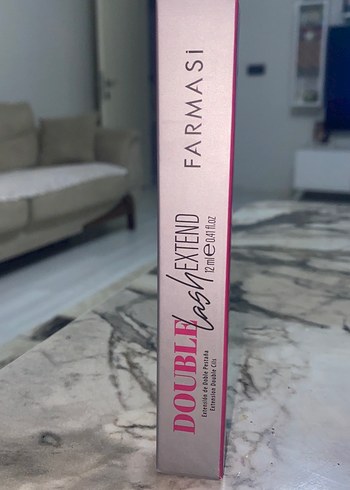 FARMASi
DOUBLE
lash EXTEND
12 ml e 0.41 fl.oz
Extensión de Doble Pestaña
Extension Double Cils